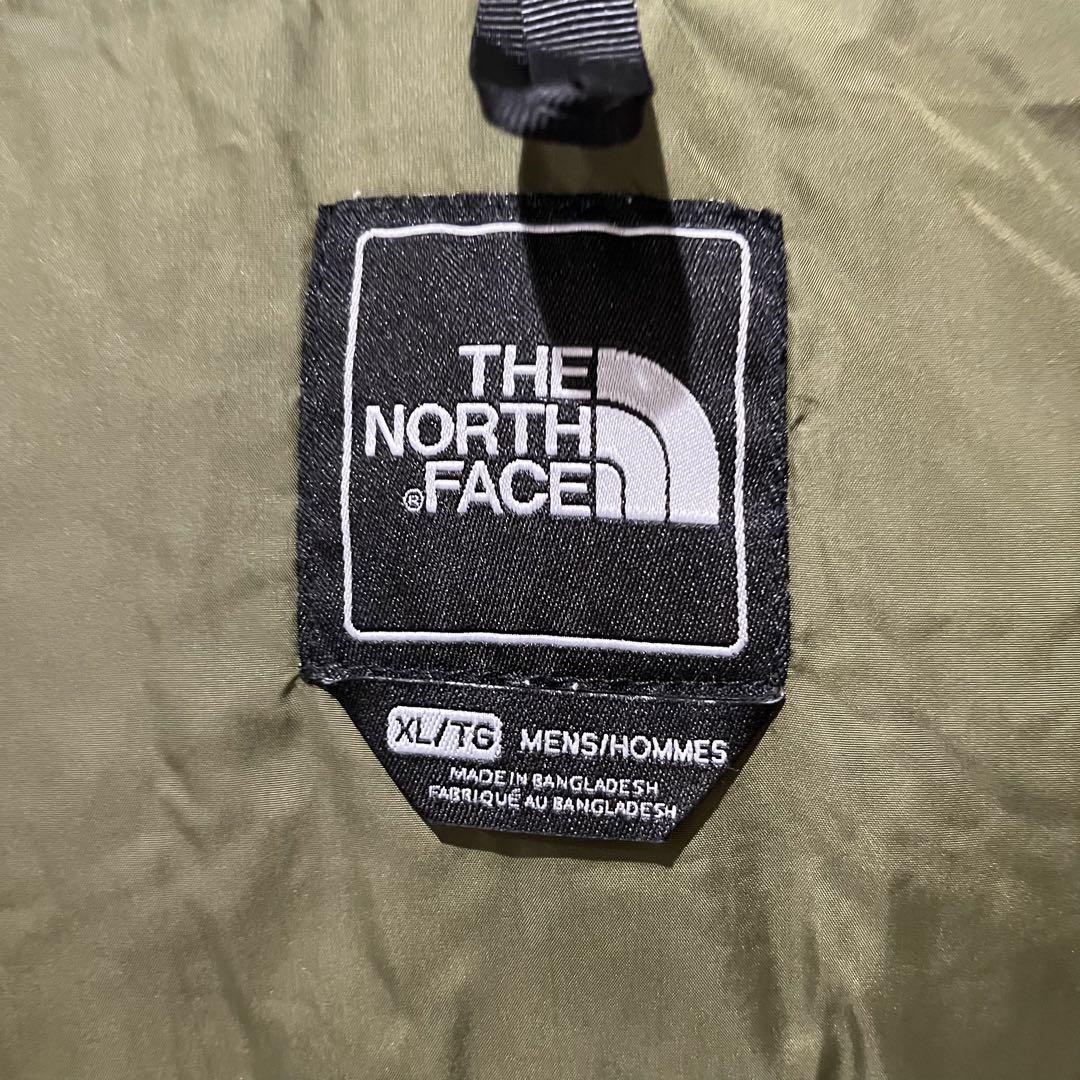 THE
NORTH
®FACE
XL/TG MENS/HOMMES
MADE IN BANGLADESH
FABRIQUÉ AU BANGLADESH